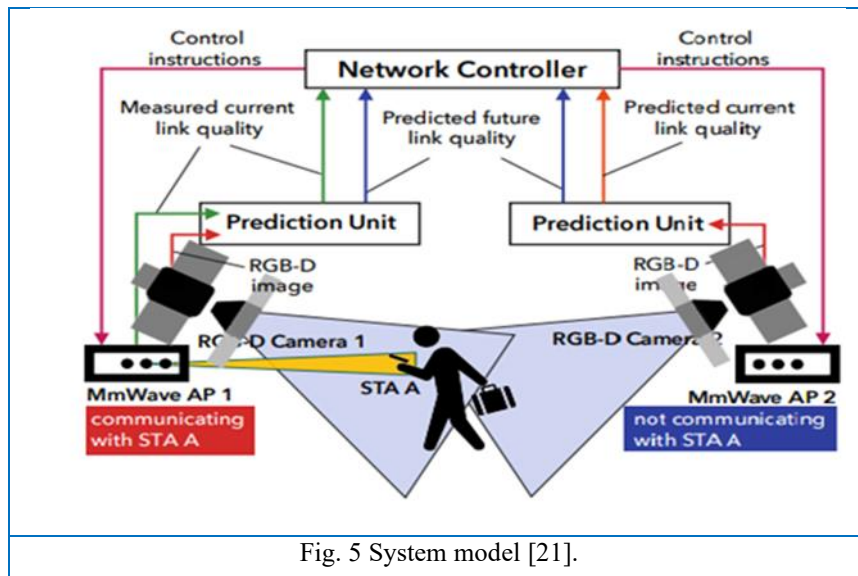 Control
instructions
Control
instructions
Network Controller
Measured current
link quality
Predicted future
link quality
Predicted current
link quality
Prediction Unit
Prediction Unit
RGB-D
image
RGB-D
RGB-D Camera 1
RGB-D Camera 2
STA A
MmWave AP 1
MmWave AP 2
communicating
with STA A
not communicating
with STA A
Fig. 5 System model [21].